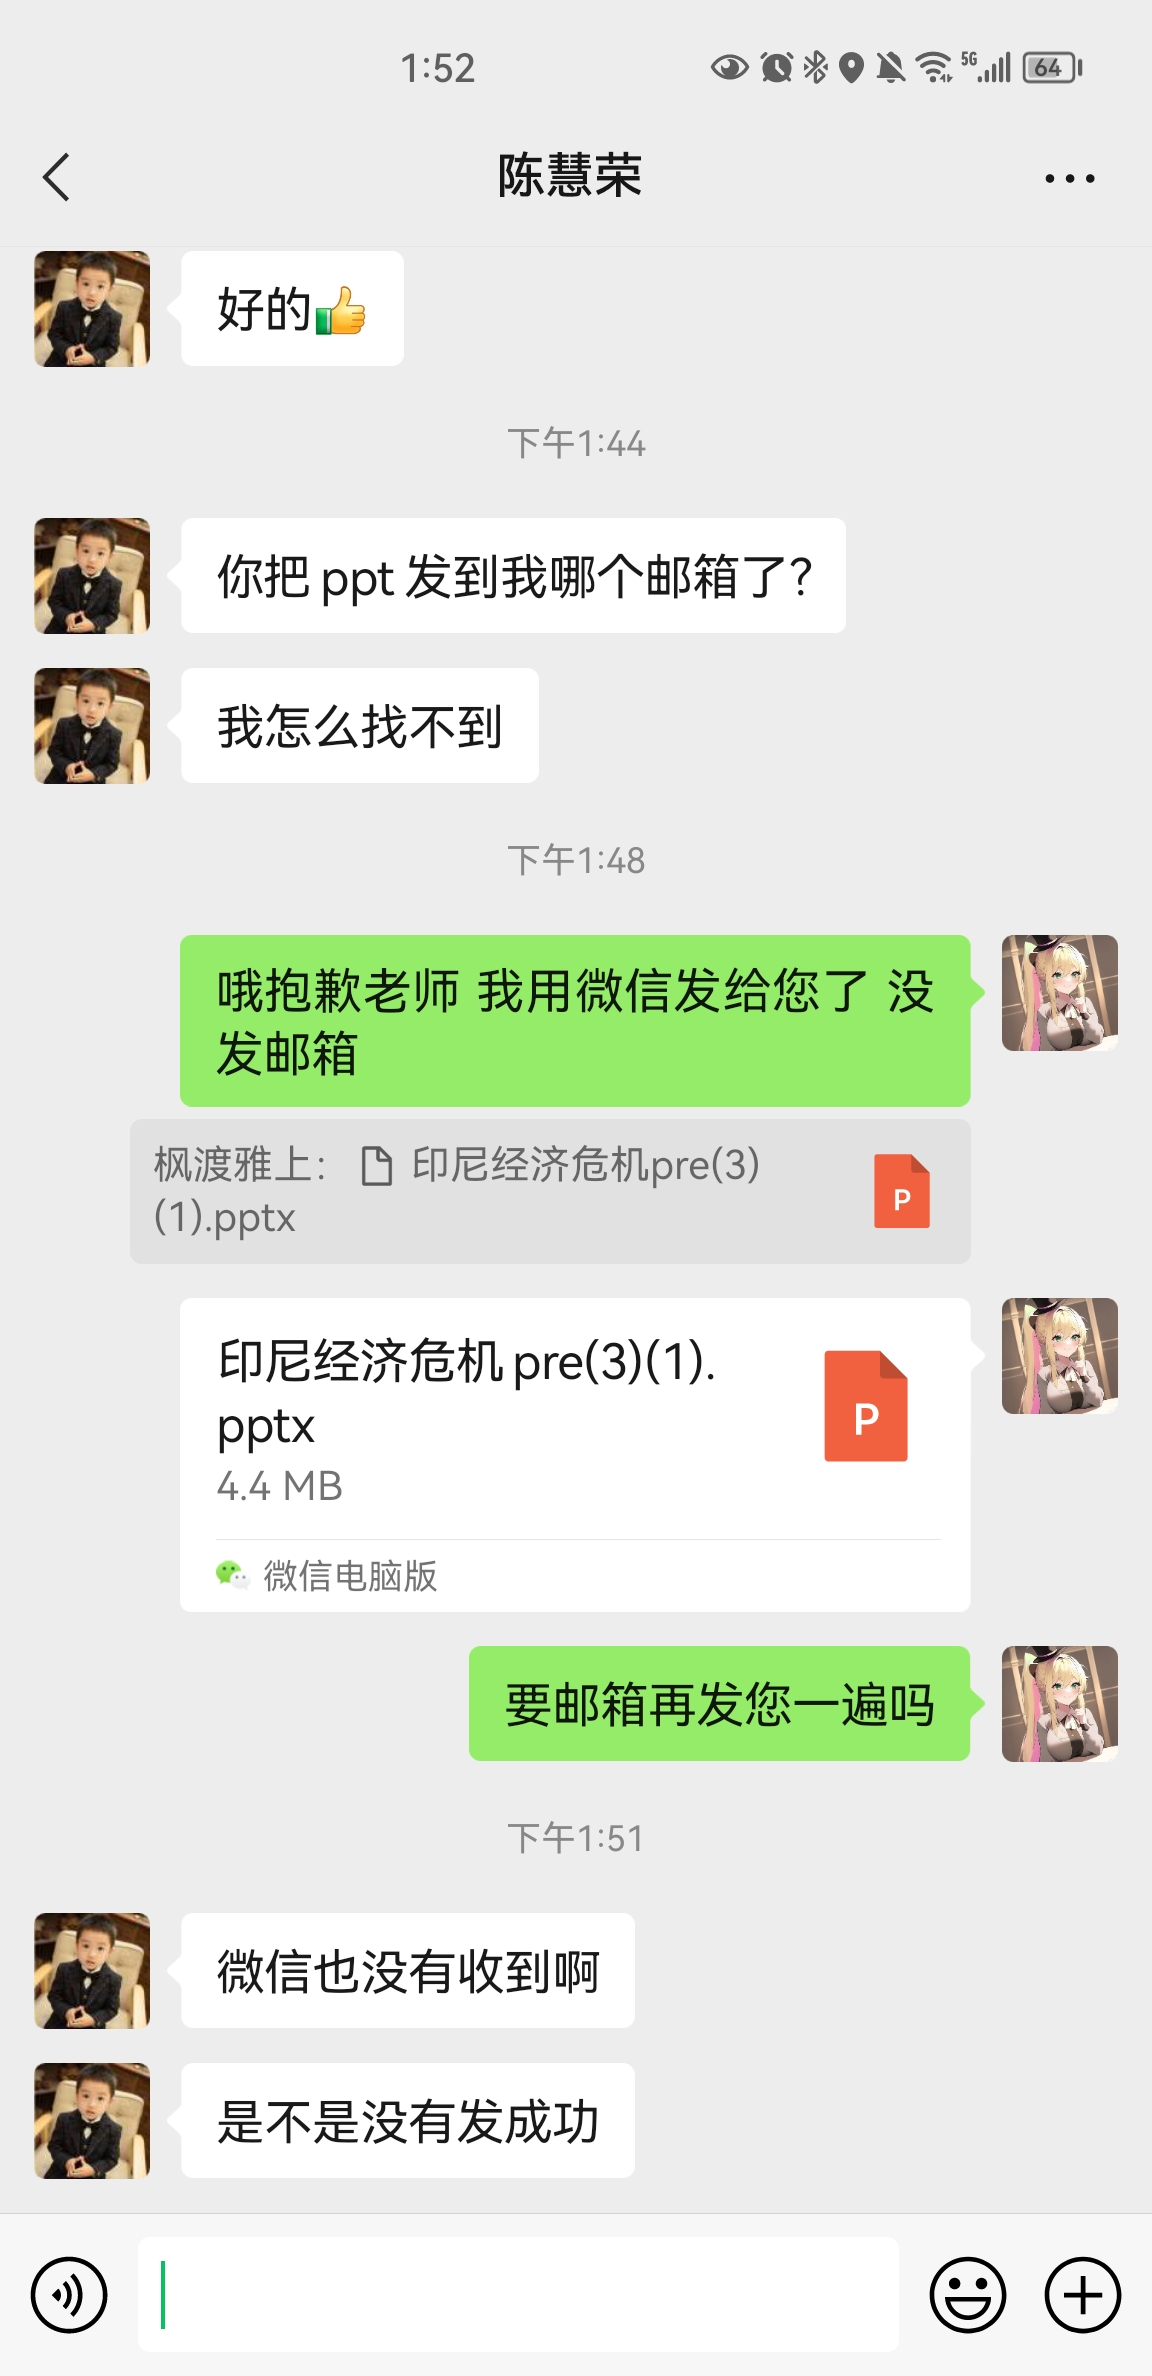 1:52
5G
64
陈慧荣
好的👍
下午1:44
你把 ppt 发到我哪个邮箱了?
我怎么找不到
下午1:48
哦抱歉老师 我用微信发给您了 没
发邮箱
枫渡雅上: 印尼经济危机pre(3)
(1).pptx
P
印尼经济危机pre(3)(1).
pptx
P
4.4 MB
微信电脑版
要邮箱再发您一遍吗
下午1:51
微信也没有收到啊
是不是没有发成功